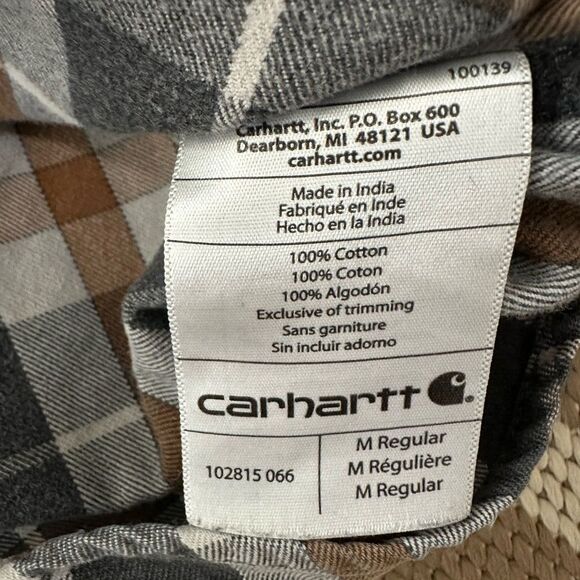 100139
Carhartt, Inc. P.O. Box 600
Dearborn, MI 48121 USA
carhartt.com
Made in India
Fabriqué en Inde
Hecho en la India
100% Cotton
100% Coton
100% Algodón
Exclusive of trimming
Sans garniture
Sin incluir adorno
carhartt
102815 066
M Regular
M Régulière
M Regular